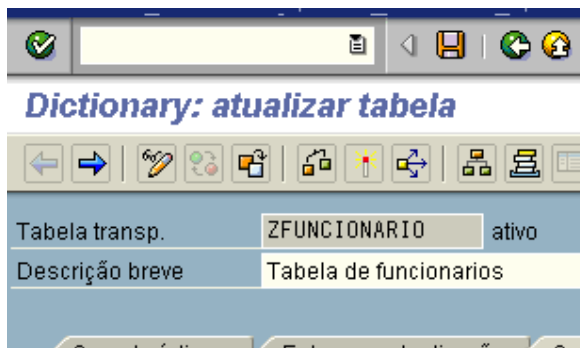 Dictionary: atualizar tabela
Tabela transp. ZFUNCIONARIO ativo
Descrição breve Tabela de funcionarios